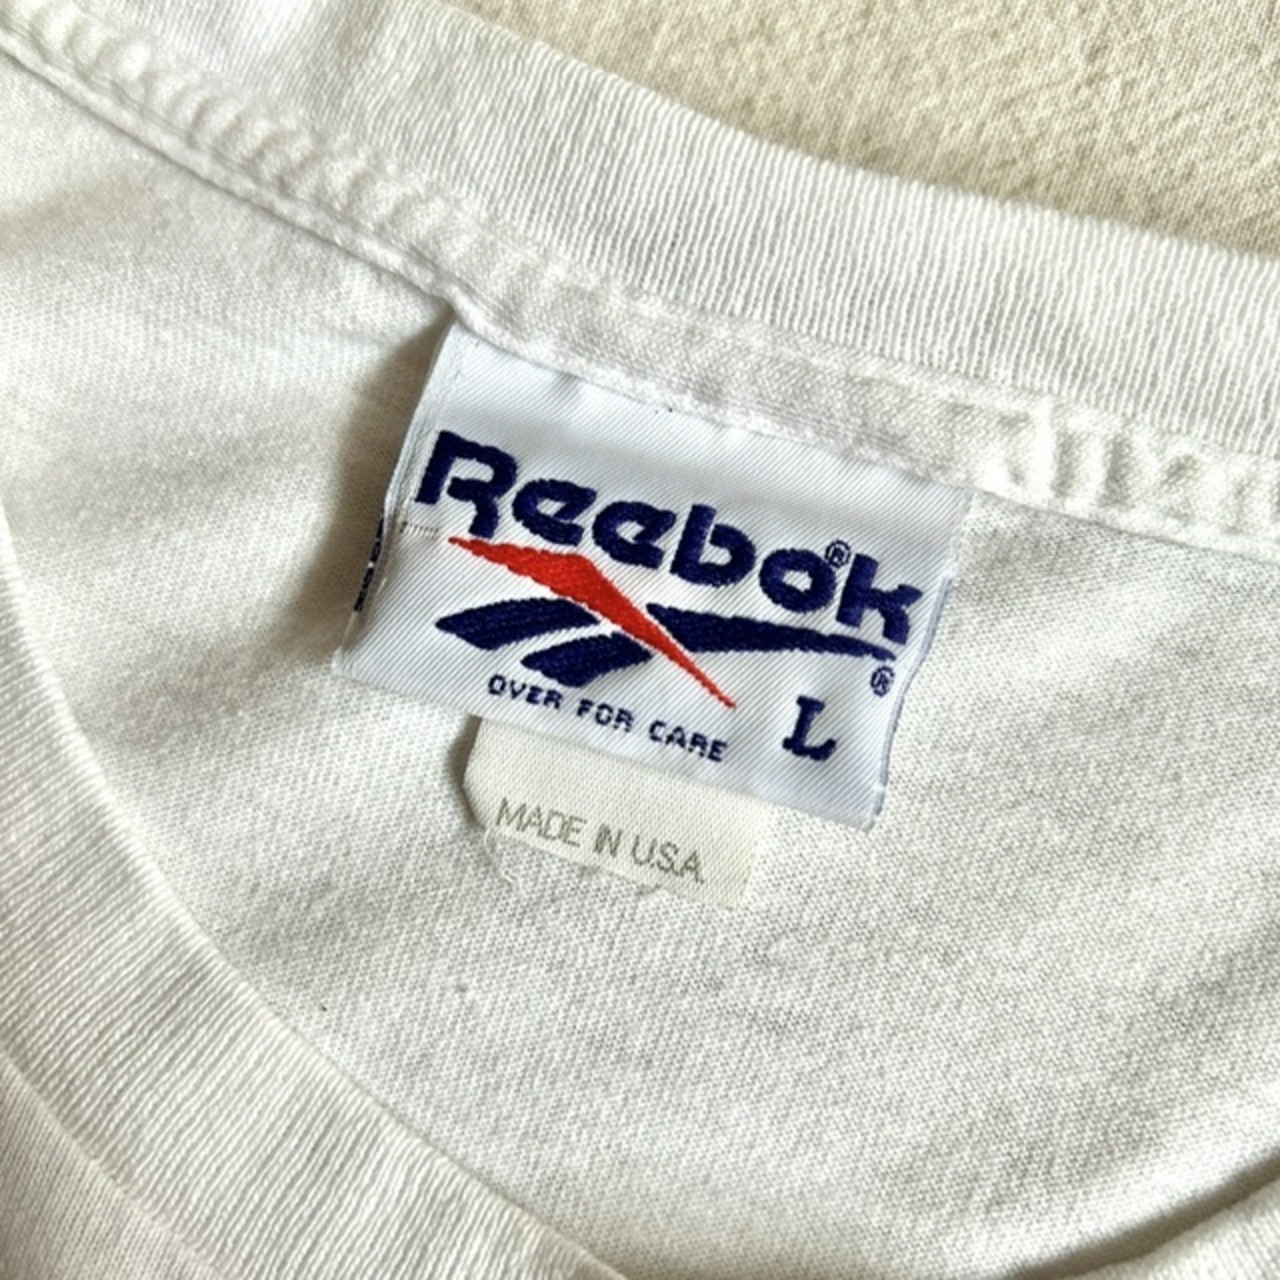 Reebok®
®
OVER FOR CARE
L
MADE IN U.S.A.